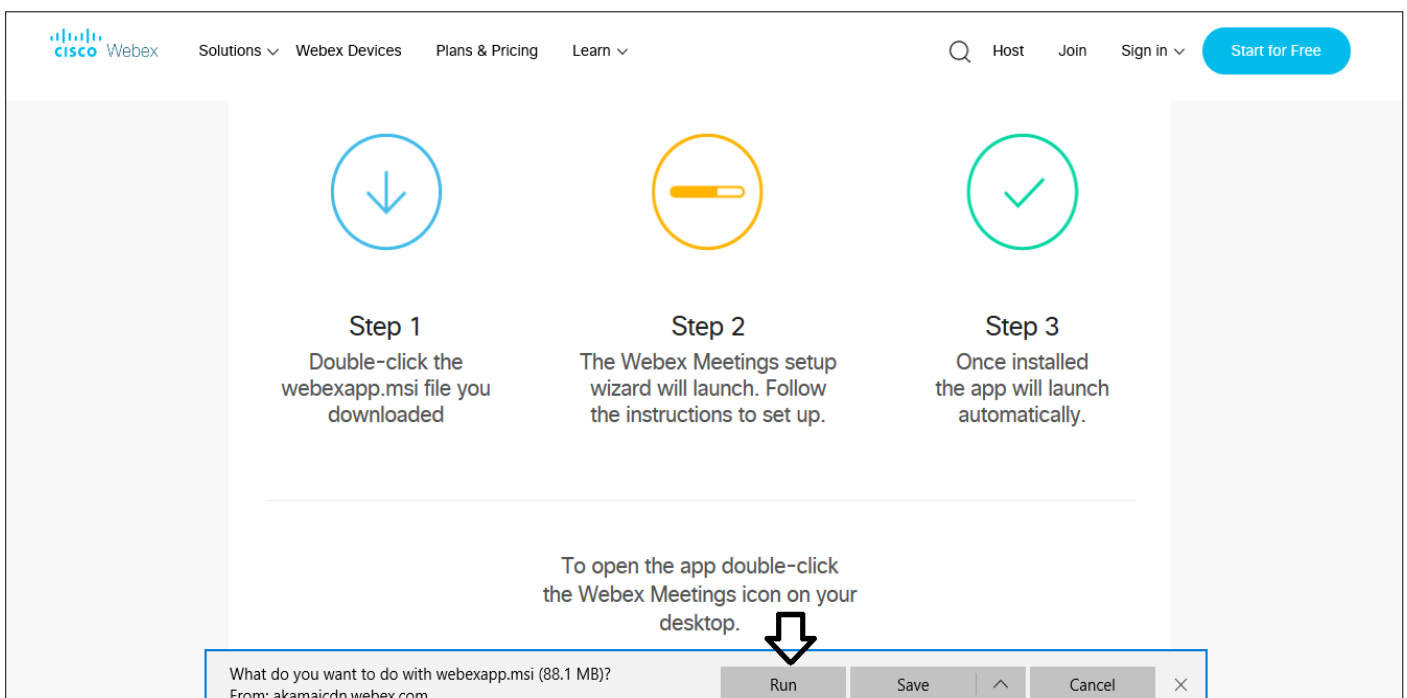 CISCO Webex Solutions Webex Devices Plans & Pricing Learn Host Join Sign in Start for Free
Step 1
Double-click the
webexapp.msi file you
downloaded
Step 2
The Webex Meetings setup
wizard will launch. Follow
the instructions to set up.
Step 3
Once installed
the app will launch
automatically.
To open the app double-click
the Webex Meetings icon on your
desktop.
What do you want to do with webexapp.msi (88.1 MB)?
From: akamaicdn.webex.com
Run Save Cancel